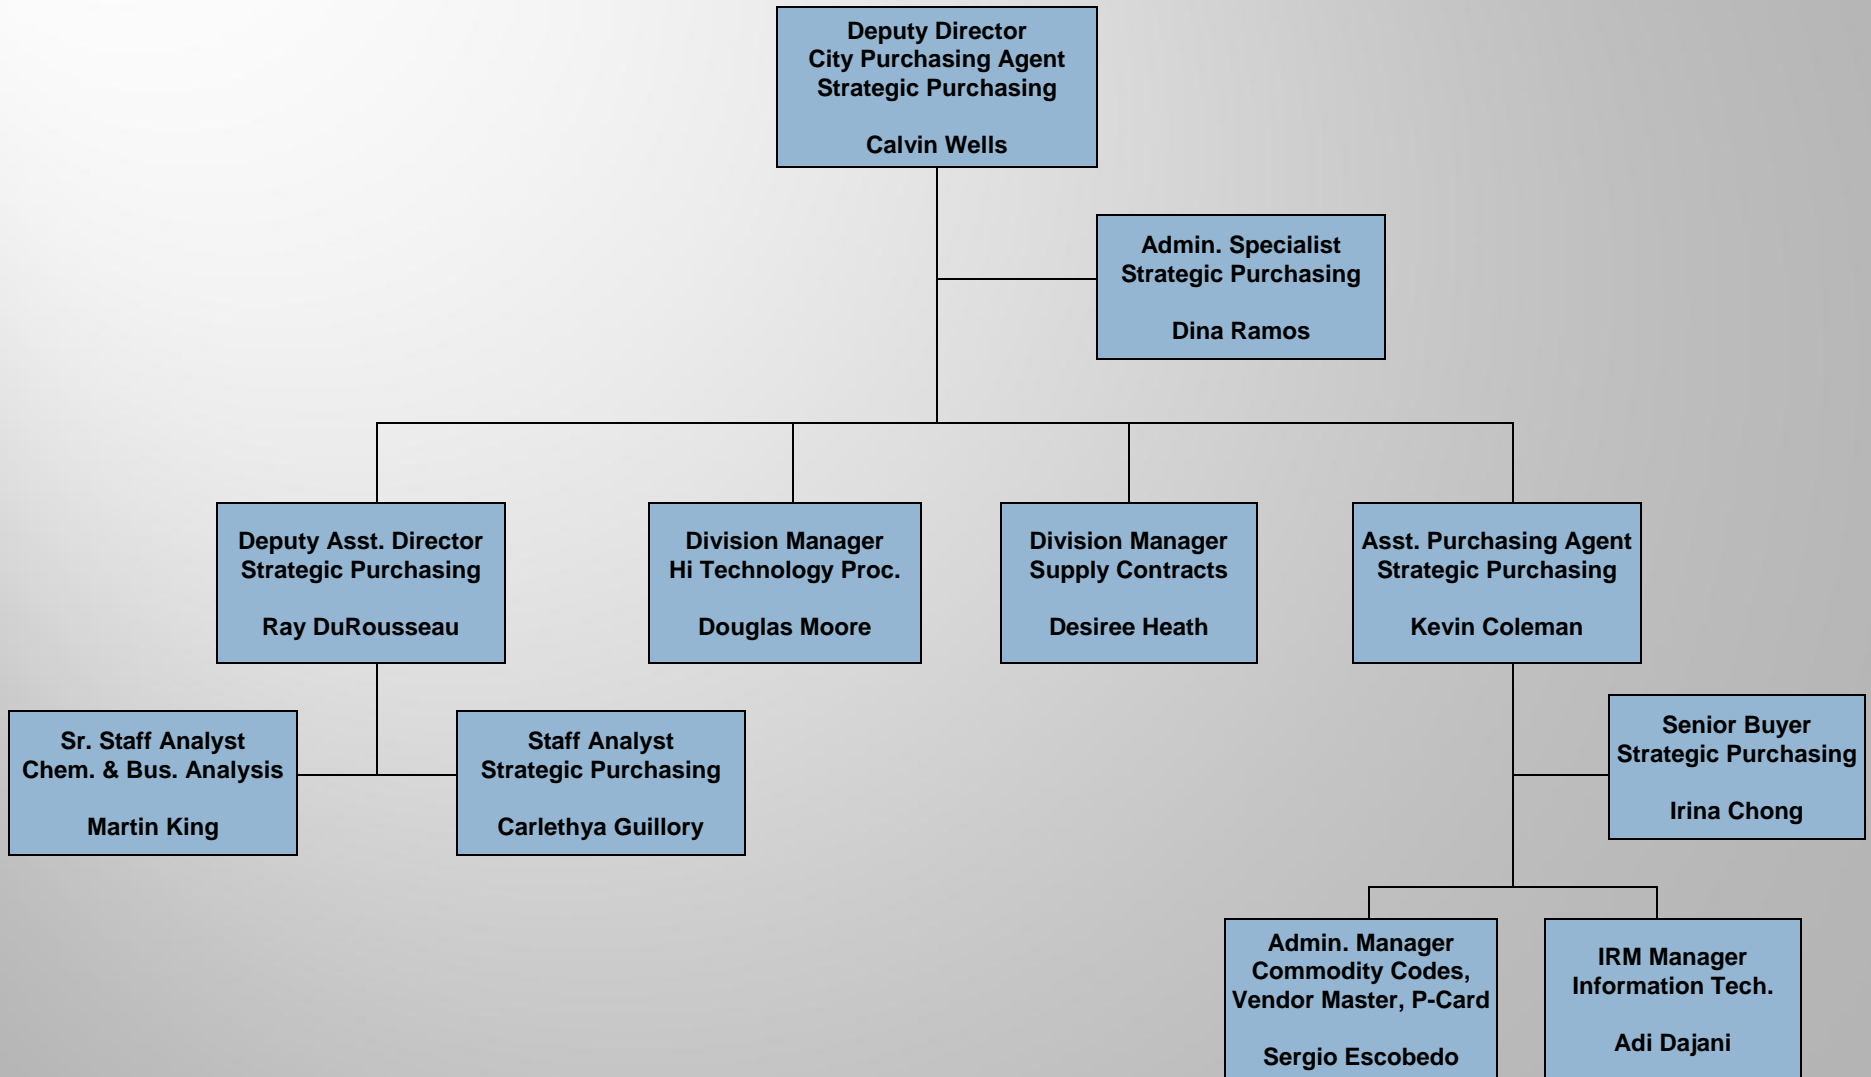 Deputy Director
City Purchasing Agent
Strategic Purchasing
Calvin Wells
Admin. Specialist
Strategic Purchasing
Dina Ramos
Deputy Asst. Director
Strategic Purchasing
Ray DuRousseau
Division Manager
Hi Technology Proc.
Douglas Moore
Division Manager
Supply Contracts
Desiree Heath
Asst. Purchasing Agent
Strategic Purchasing
Kevin Coleman
Sr. Staff Analyst
Chem. & Bus. Analysis
Martin King
Staff Analyst
Strategic Purchasing
Carlethya Guillory
Senior Buyer
Strategic Purchasing
Irina Chong
Admin. Manager
Commodity Codes,
Vendor Master, P-Card
Sergio Escobedo
IRM Manager
Information Tech.
Adi Dajani